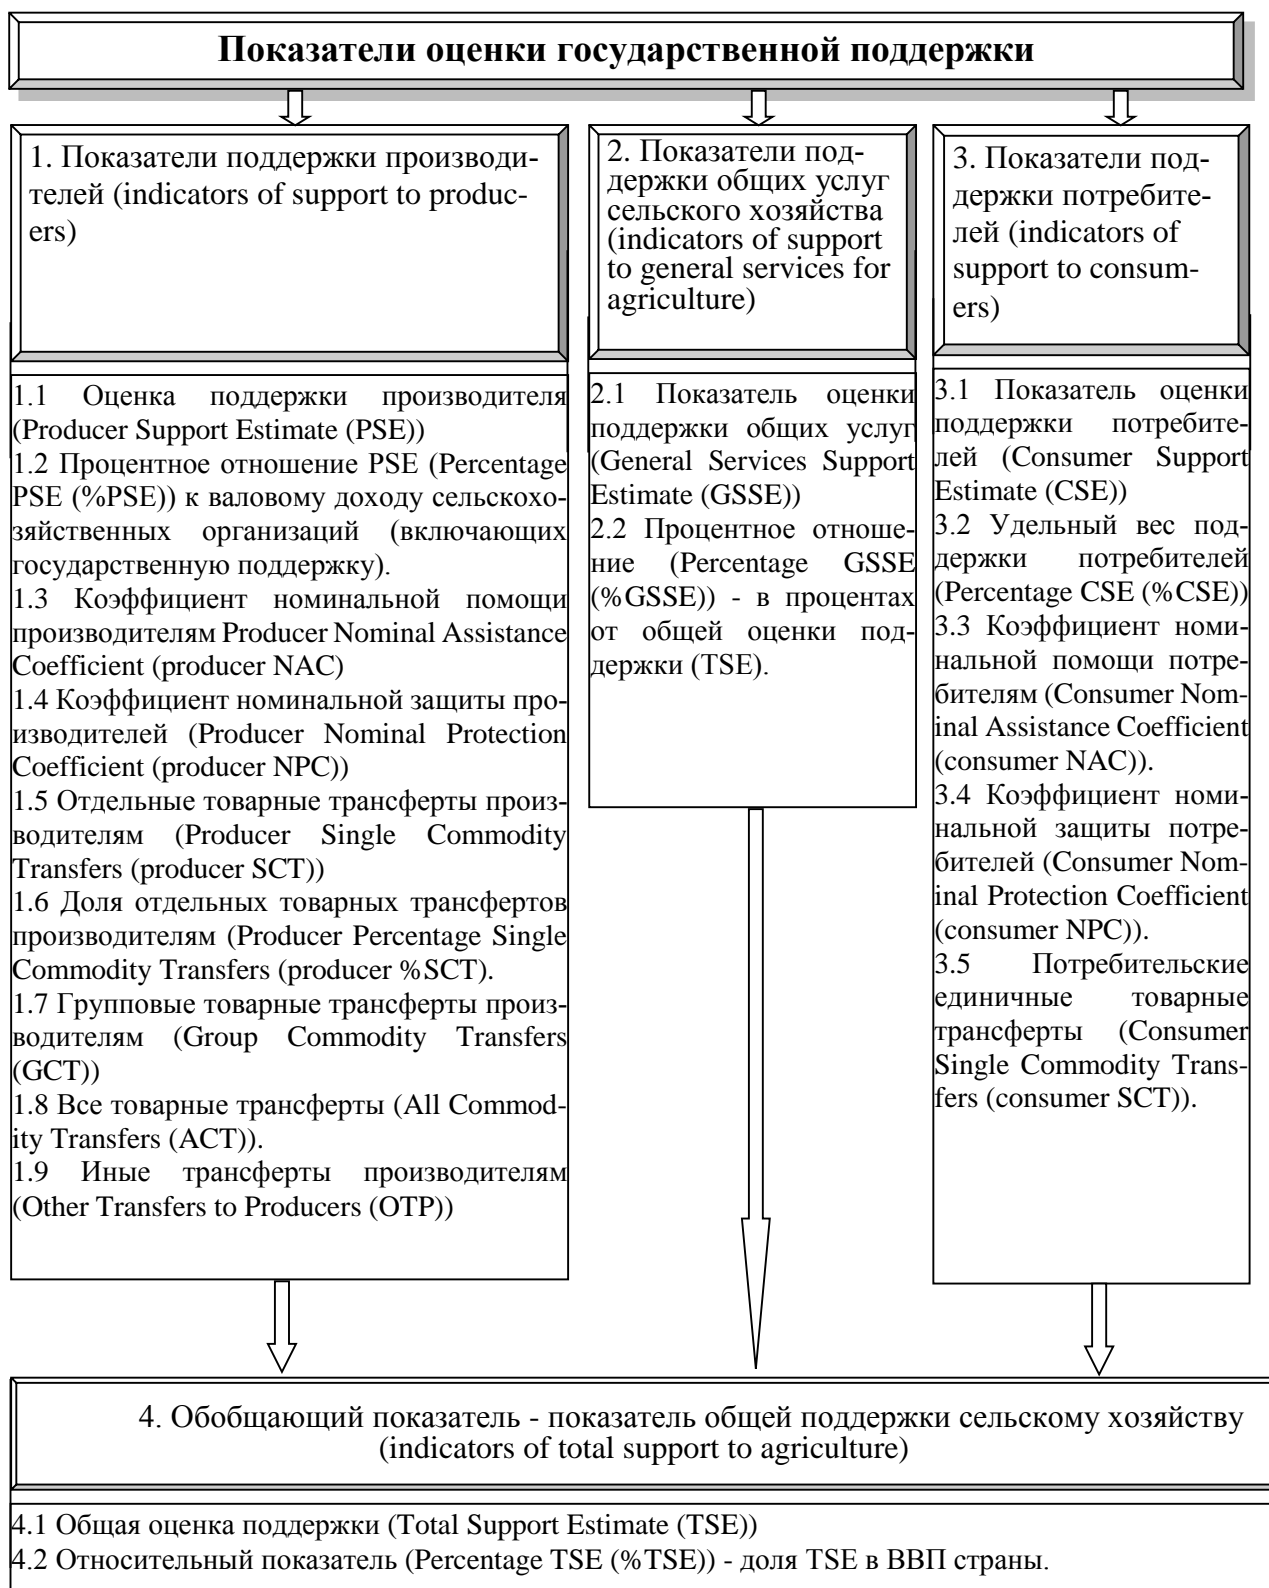 Показатели оценки государственной поддержки
1. Показатели поддержки производи-
телей (indicators of support to produc-
ers)
2. Показатели под-
держки общих услуг
сельского хозяйства
(indicators of support
to general services for
agriculture)
3. Показатели под-
держки потребите-
лей (indicators of
support to consum-
ers)
1.1 Оценка поддержки производителя
(Producer Support Estimate (PSE))
1.2 Процентное отношение PSE (Percentage
PSE (%PSE)) к валовому доходу сельскохо-
зяйственных организаций (включающих
государственную поддержку).
1.3 Коэффициент номинальной помощи
производителям Producer Nominal Assistance
Coefficient (producer NAC)
1.4 Коэффициент номинальной защиты про-
изводителей (Producer Nominal Protection
Coefficient (producer NPC))
1.5 Отдельные товарные трансферты произ-
водителям (Producer Single Commodity
Transfers (producer SCT))
1.6 Доля отдельных товарных трансфертов
производителям (Producer Percentage Single
Commodity Transfers (producer %SCT).
1.7 Групповые товарные трансферты произ-
водителям (Group Commodity Transfers
(GCT))
1.8 Все товарные трансферты (All Commod-
ity Transfers (ACT)).
1.9 Иные трансферты производителям
(Other Transfers to Producers (OTP))
2.1 Показатель оценки
поддержки общих услуг
(General Services Support
Estimate (GSSE))
2.2 Процентное отноше-
ние (Percentage GSSE
(%GSSE)) - в процентах
от общей оценки под-
держки (TSE).
3.1 Показатель оценки
поддержки потребите-
лей (Consumer Support
Estimate (CSE))
3.2 Удельный вес под-
держки потребителей
(Percentage CSE (%CSE))
3.3 Коэффициент номи-
нальной помощи потре-
бителям (Consumer Nom-
inal Assistance Coefficient
(consumer NAC)).
3.4 Коэффициент номи-
нальной защиты потре-
бителей (Consumer Nom-
inal Protection Coefficient
(consumer NPC)).
3.5 Потребительские
единичные товарные
трансферты (Consumer
Single Commodity Trans-
fers (consumer SCT)).
4. Обобщающий показатель - показатель общей поддержки сельскому хозяйству
(indicators of total support to agriculture)
4.1 Общая оценка поддержки (Total Support Estimate (TSE))
4.2 Относительный показатель (Percentage TSE (%TSE)) - доля TSE в ВВП страны.